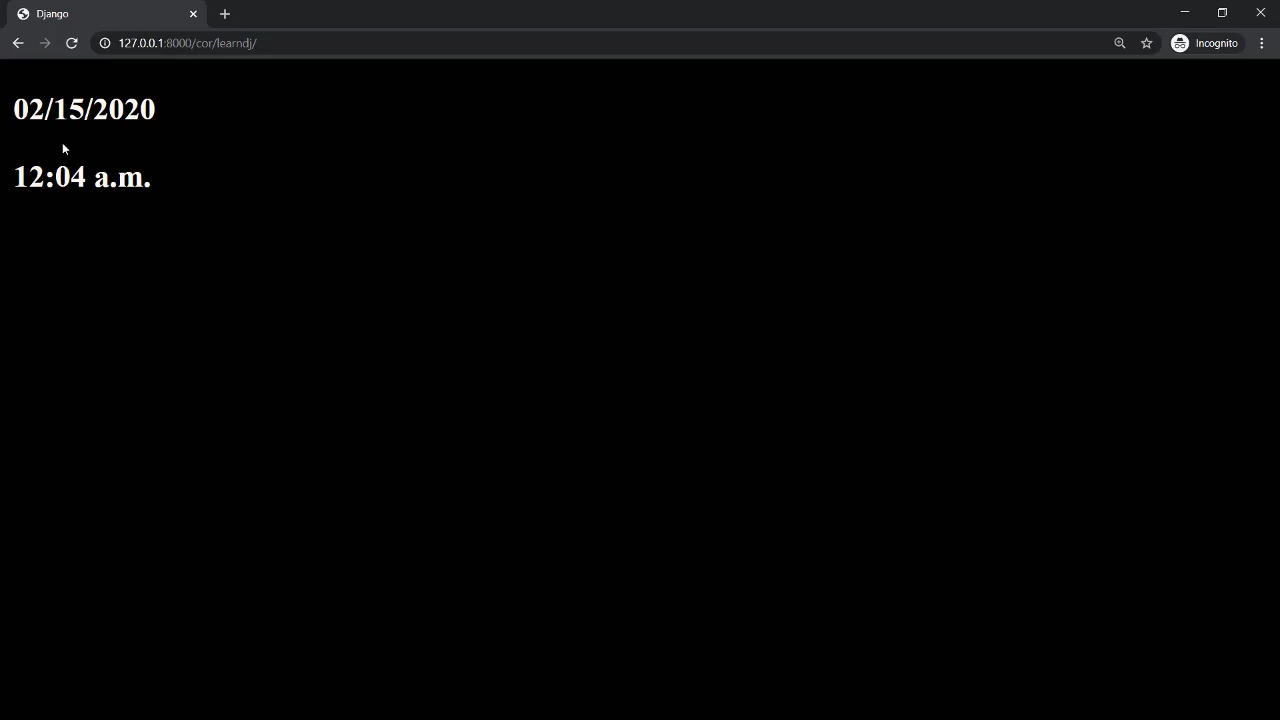 Django
127.0.0.1:8000/cor/learndj/
Incognito
02/15/2020
12:04 a.m.